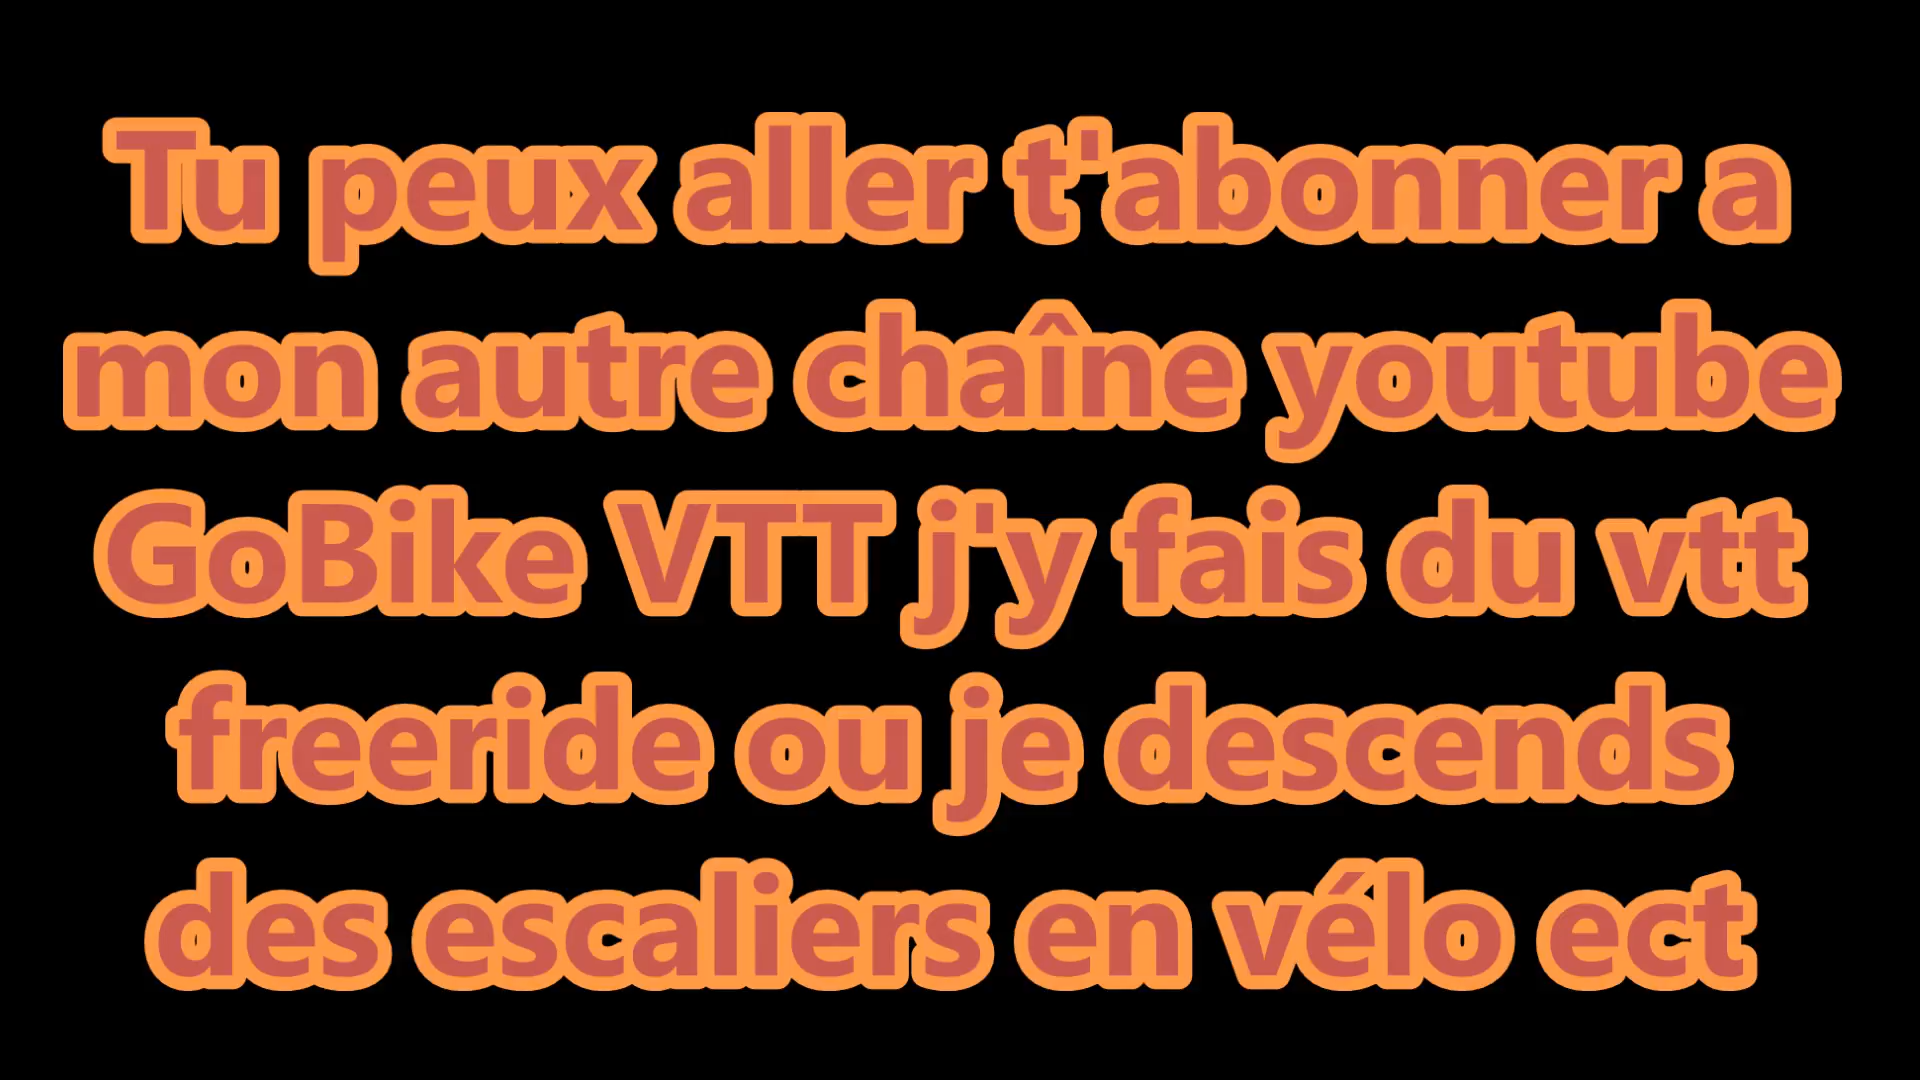 Tu peux aller t'abonner a
mon autre chaîne youtube
GoBike VTT j'y fais du vtt
freeride ou je descends
des escaliers en vélo ect